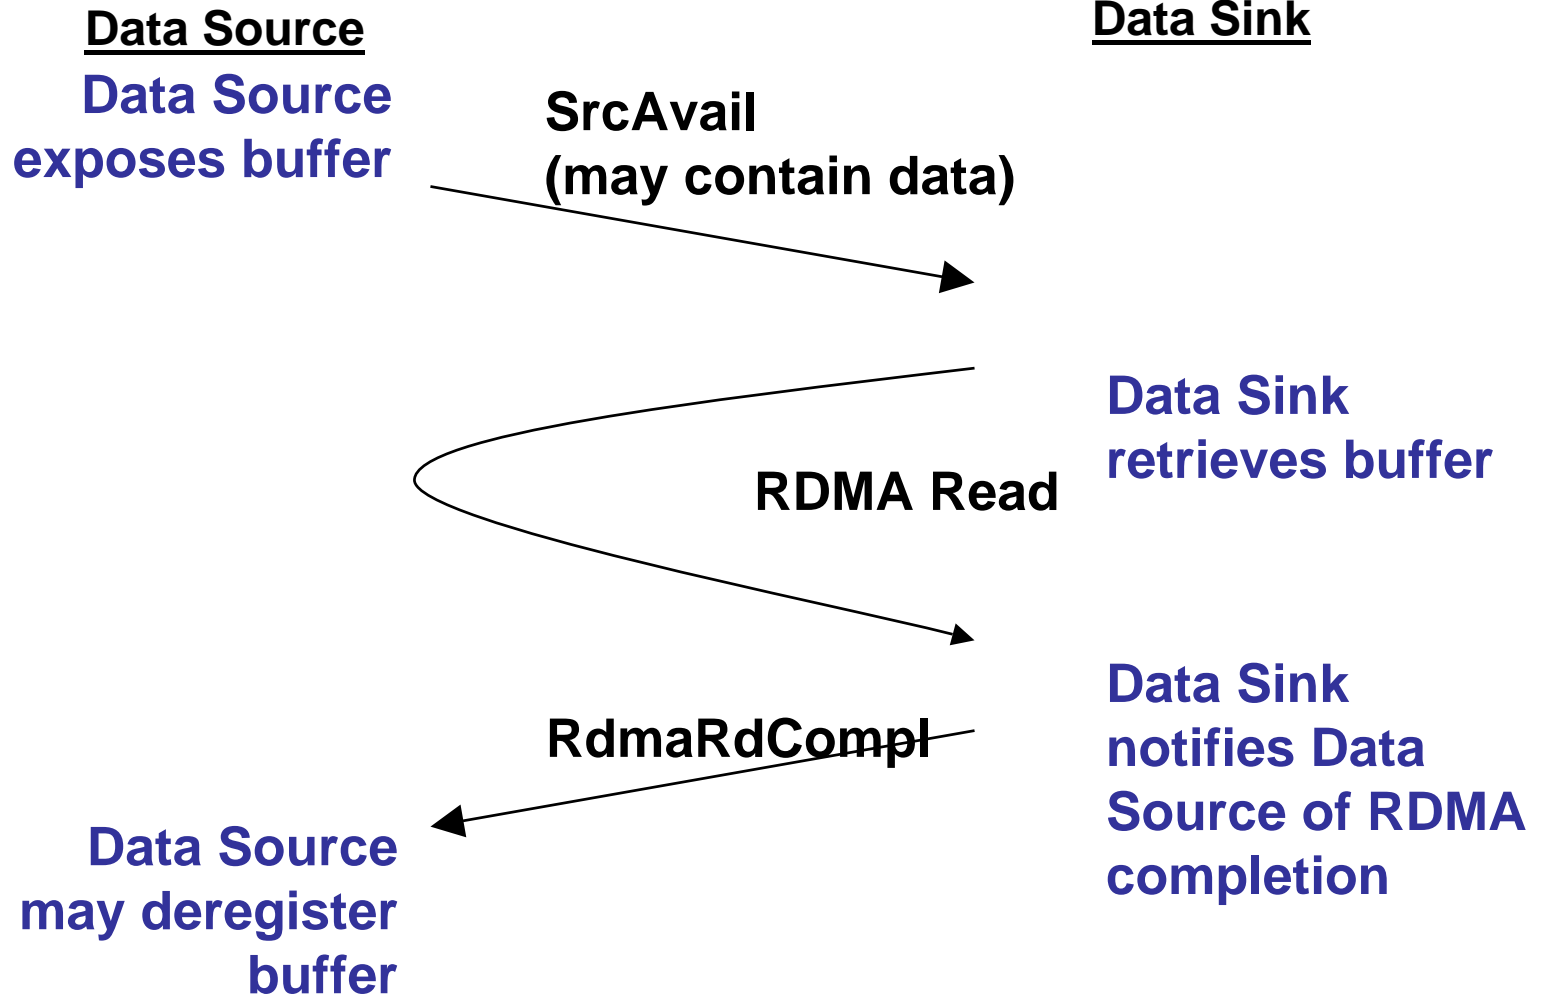 Data Source
Data Sink
Data Source
exposes buffer
SrcAvail
(may contain data)
Data Sink
retrieves buffer
RDMA Read
Data Sink
notifies Data
Source of RDMA
completion
RdmaRdCompl
Data Source
may deregister
buffer